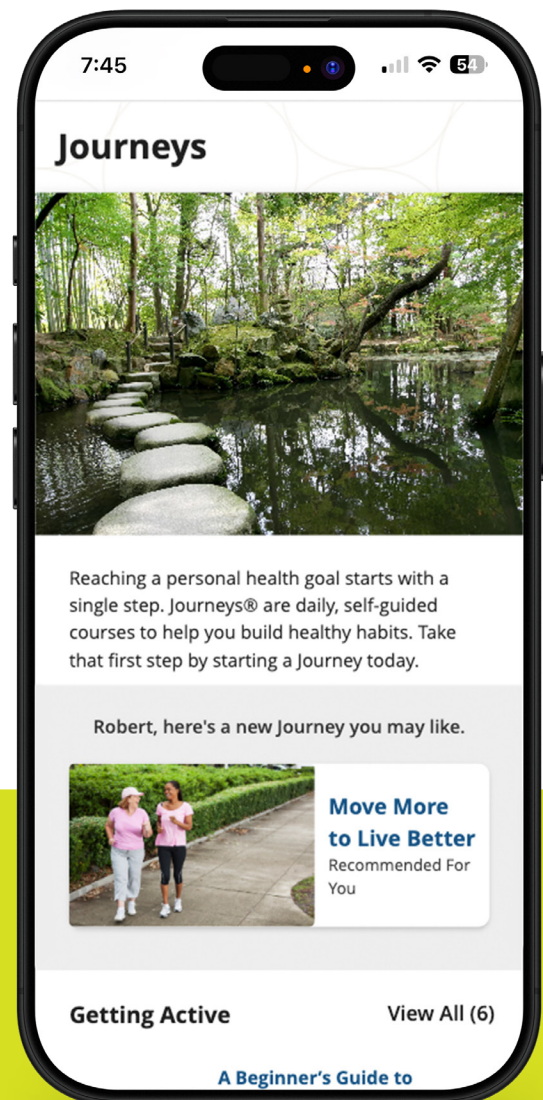 7:45
54
Journeys
Reaching a personal health goal starts with a
single step. Journeys® are daily, self-guided
courses to help you build healthy habits. Take
that first step by starting a Journey today.
Robert, here's a new Journey you may like.
Move More
to Live Better
Recommended For
You
Getting Active
View All (6)
A Beginner's Guide to